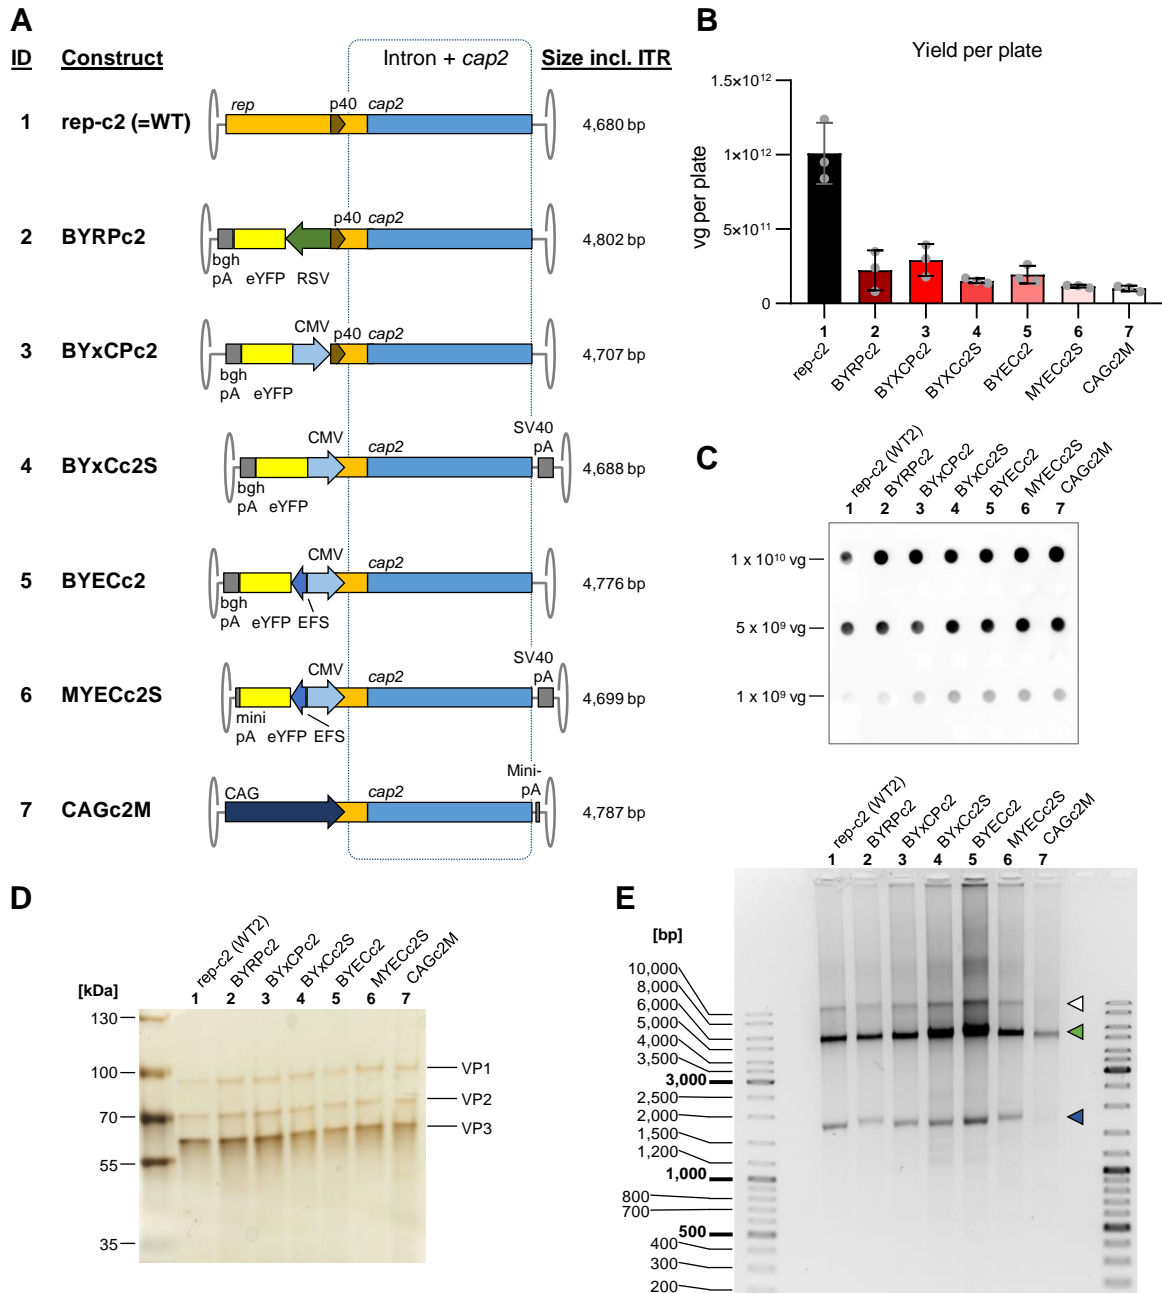 A
ID Construct Intron + cap2 Size incl. ITR
rep p40 cap2
1 rep-c2 (=WT) 4,680 bp
p40 cap2
2 BYRPc2 4,802 bp
bgh
pA eYFP RSV
CMV p40 cap2
3 BYxCPc2 4,707 bp
bgh
pA eYFP
SV40
CMV cap2 pA
4 BYxCc2S 4,688 bp
bgh
pA eYFP
CMV cap2
5 BYECc2 4,776 bp
bgh
pA eYFP EFS
SV40
CMV cap2 pA
6 MYECc2S 4,699 bp
mini
pA eYFP EFS
Mini-
CAG cap2 pA
7 CAGc2M 4,787 bp
B
Yield per plate
vg per plate
1.5×10¹²
1×10¹²
5×10¹¹
0
1 2 3 4 5 6 7
rep-c2 BYRPc2 BYXCPc2 BYXCc2S BYECc2 MYECc2S CAGc2M
C
rep-c2 (WT2) BYRPc2 BYxCPc2 BYxCc2S BYECc2 MYECc2S CAGc2M
1 2 3 4 5 6 7
1 x 10¹⁰ vg
5 x 10⁹ vg
1 x 10⁹ vg
D
rep-c2 (WT2) BYRPc2 BYxCPc2 BYxCc2S BYECc2 MYECc2S CAGc2M
[kDa] 1 2 3 4 5 6 7
130
100 VP1
VP2
70
VP3
55
35
E
rep-c2 (WT2) BYRPc2 BYxCPc2 BYxCc2S BYECc2 MYECc2S CAGc2M
1 2 3 4 5 6 7
[bp]
10,000
8,000
6,000
5,000
4,000
3,500
3,000
2,500
2,000
1,500
1,200
1,000
800
700
500
400
300
200